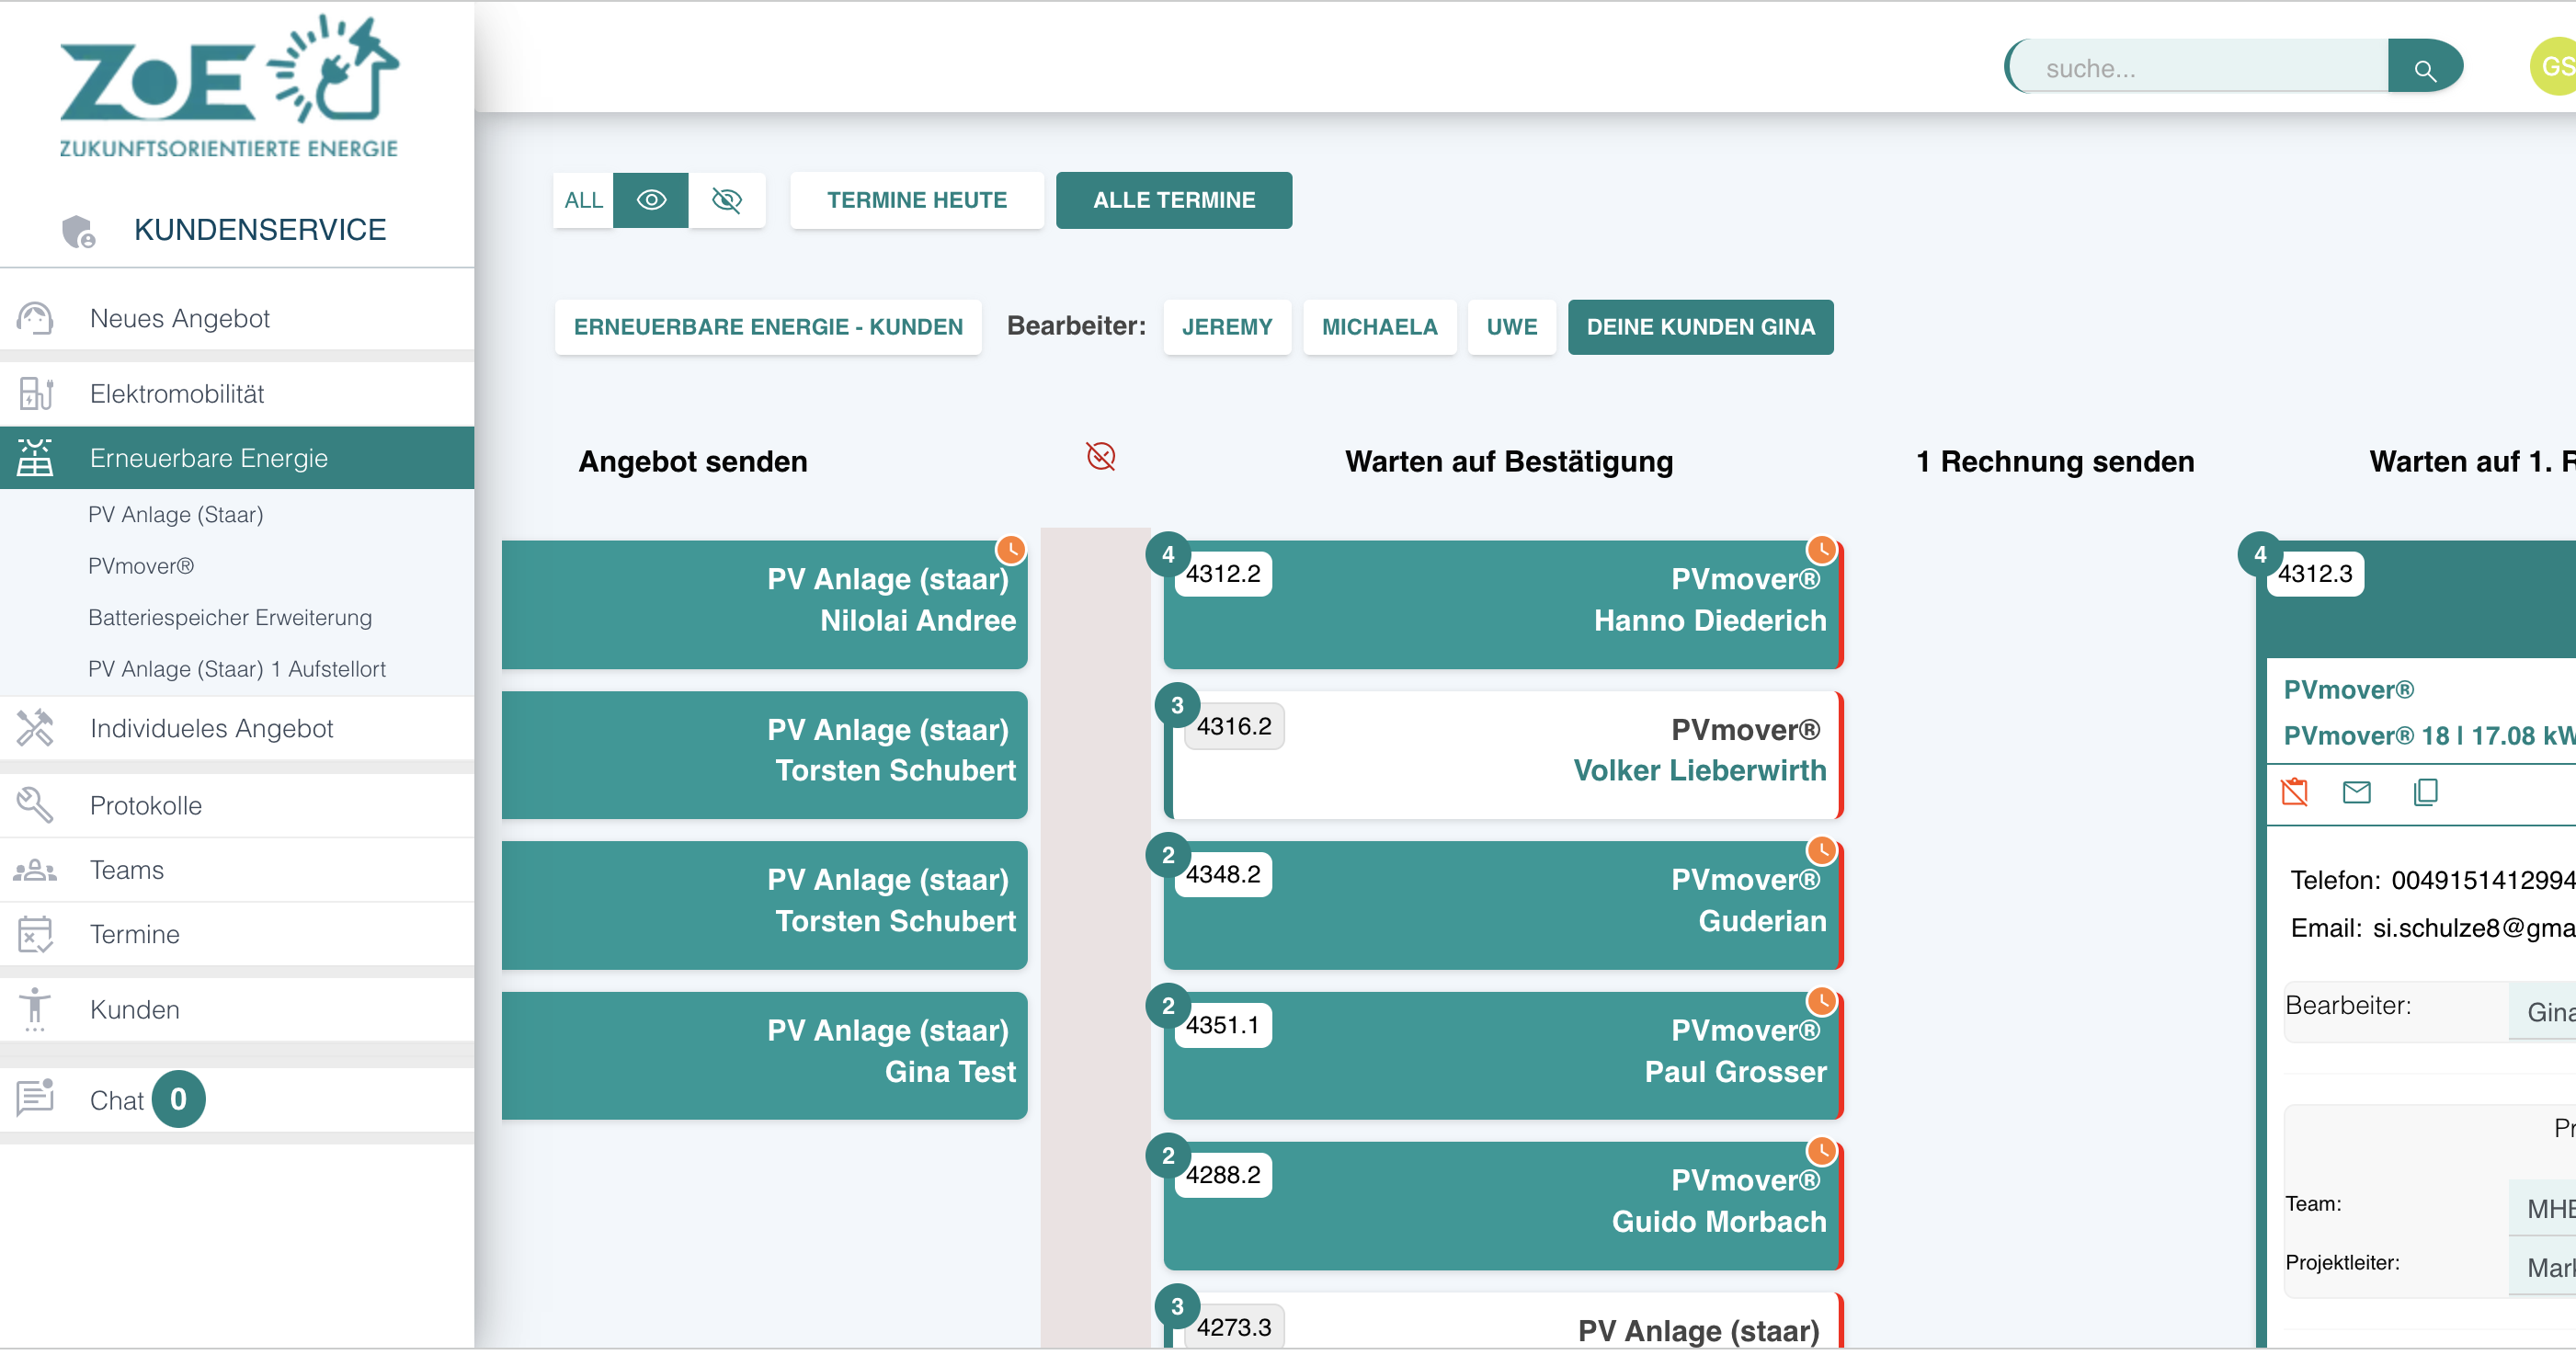 ZoE
ZUKUNFTSORIENTIERTE ENERGIE
KUNDENSERVICE
Neues Angebot
Elektromobilität
Erneuerbare Energie
PV Anlage (Staar)
PVmover®
Batteriespeicher Erweiterung
PV Anlage (Staar) 1 Aufstellort
Individueles Angebot
Protokolle
Teams
Termine
Kunden
Chat 0
suche...
GS
ALL
TERMINE HEUTE
ALLE TERMINE
ERNEUERBARE ENERGIE - KUNDEN
Bearbeiter:
JEREMY
MICHAELA
UWE
DEINE KUNDEN GINA
Angebot senden
PV Anlage (staar)
Nilolai Andree
PV Anlage (staar)
Torsten Schubert
PV Anlage (staar)
Torsten Schubert
PV Anlage (staar)
Gina Test
Warten auf Bestätigung
4
4312.2
PVmover®
Hanno Diederich
3
4316.2
PVmover®
Volker Lieberwirth
2
4348.2
PVmover®
Guderian
2
4351.1
PVmover®
Paul Grosser
2
4288.2
PVmover®
Guido Morbach
3
4273.3
PV Anlage (staar)
1 Rechnung senden
Warten auf 1. R
4
4312.3
PVmover®
PVmover® 18 | 17.08 kW
Telefon: 0049151412994
Email: si.schulze8@gma
Bearbeiter: Gina
Pr
Team: MHE
Projektleiter: Mark